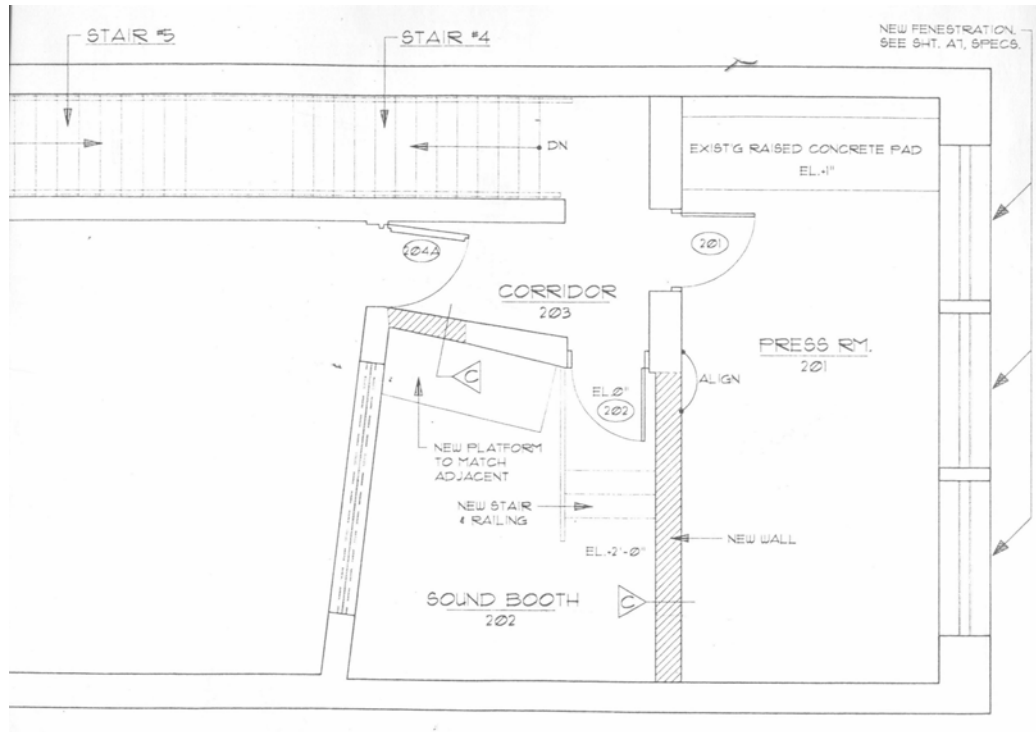 STAIR #5
STAIR #4
NEW FENESTRATION.
SEE SHT. A7, SPECS.
DN
EXIST'G RAISED CONCRETE PAD
EL.+1"
204A
201
CORRIDOR
203
PRESS RM.
201
C
EL.0"
202
ALIGN
NEW PLATFORM
TO MATCH
ADJACENT
NEW STAIR
& RAILING
NEW WALL
EL.-2'-0"
SOUND BOOTH
202
C